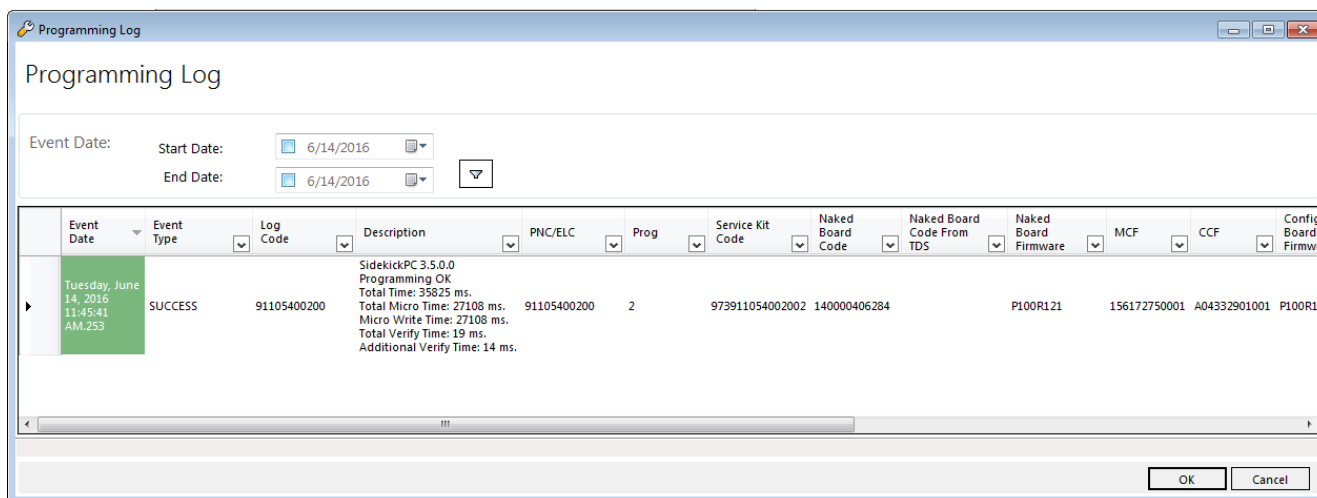 Programming Log
Programming Log
Event Date:
Start Date:
6/14/2016
End Date:
6/14/2016
Event Date
Event Type
Log Code
Description
PNC/ELC
Prog
Service Kit Code
Naked Board Code
Naked Board Code From TDS
Naked Board Firmware
MCF
CCF
Config Board
Tuesday, June
14, 2016
11:45:41
AM.253
SUCCESS
91105400200
SidekickPC 3.5.0.0
Programming OK
Total Time: 35825 ms.
Total Micro Time: 27108 ms.
Micro Write Time: 27108 ms.
Total Verify Time: 19 ms.
Additional Verify Time: 14 ms.
91105400200
2
973911054002002
140000406284
P100R121
156172750001
A04332901001
P100R1
OK
Cancel